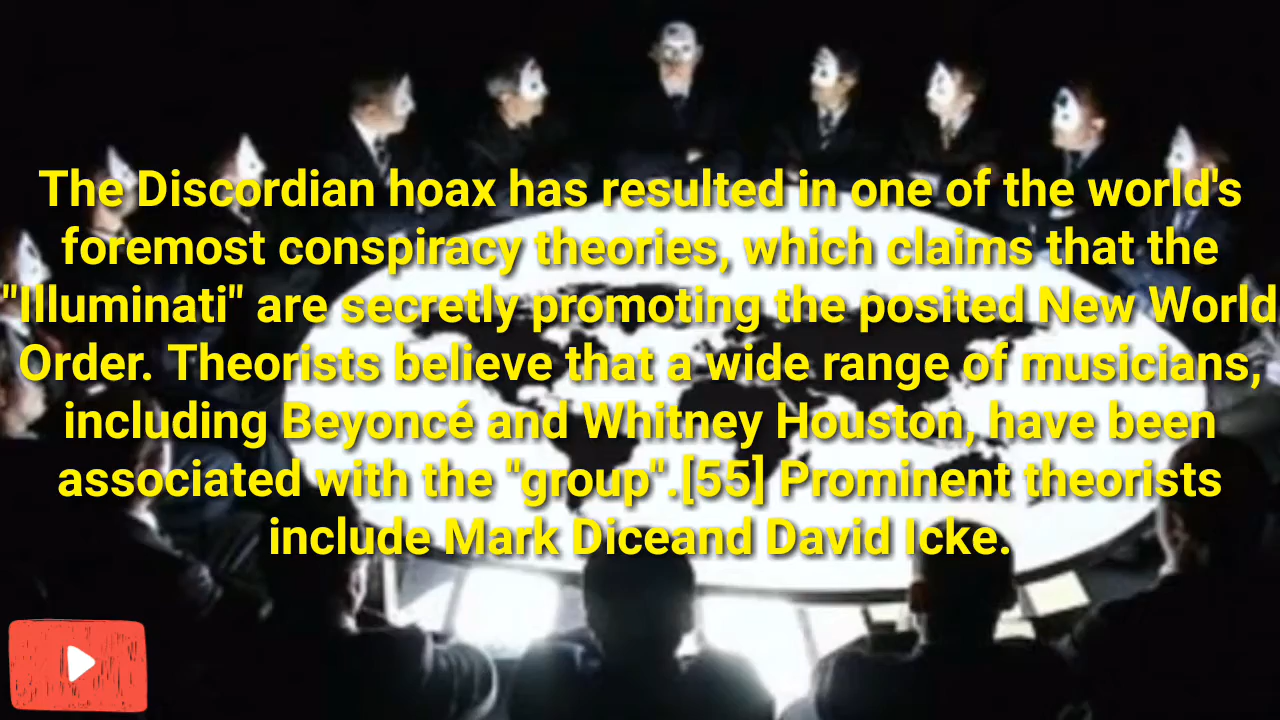 The Discordian hoax has resulted in one of the world's
foremost conspiracy theories, which claims that the
"Illuminati" are secretly promoting the posited New World
Order. Theorists believe that a wide range of musicians,
including Beyoncé and Whitney Houston, have been
associated with the "group".[55] Prominent theorists
include Mark Diceand David Icke.